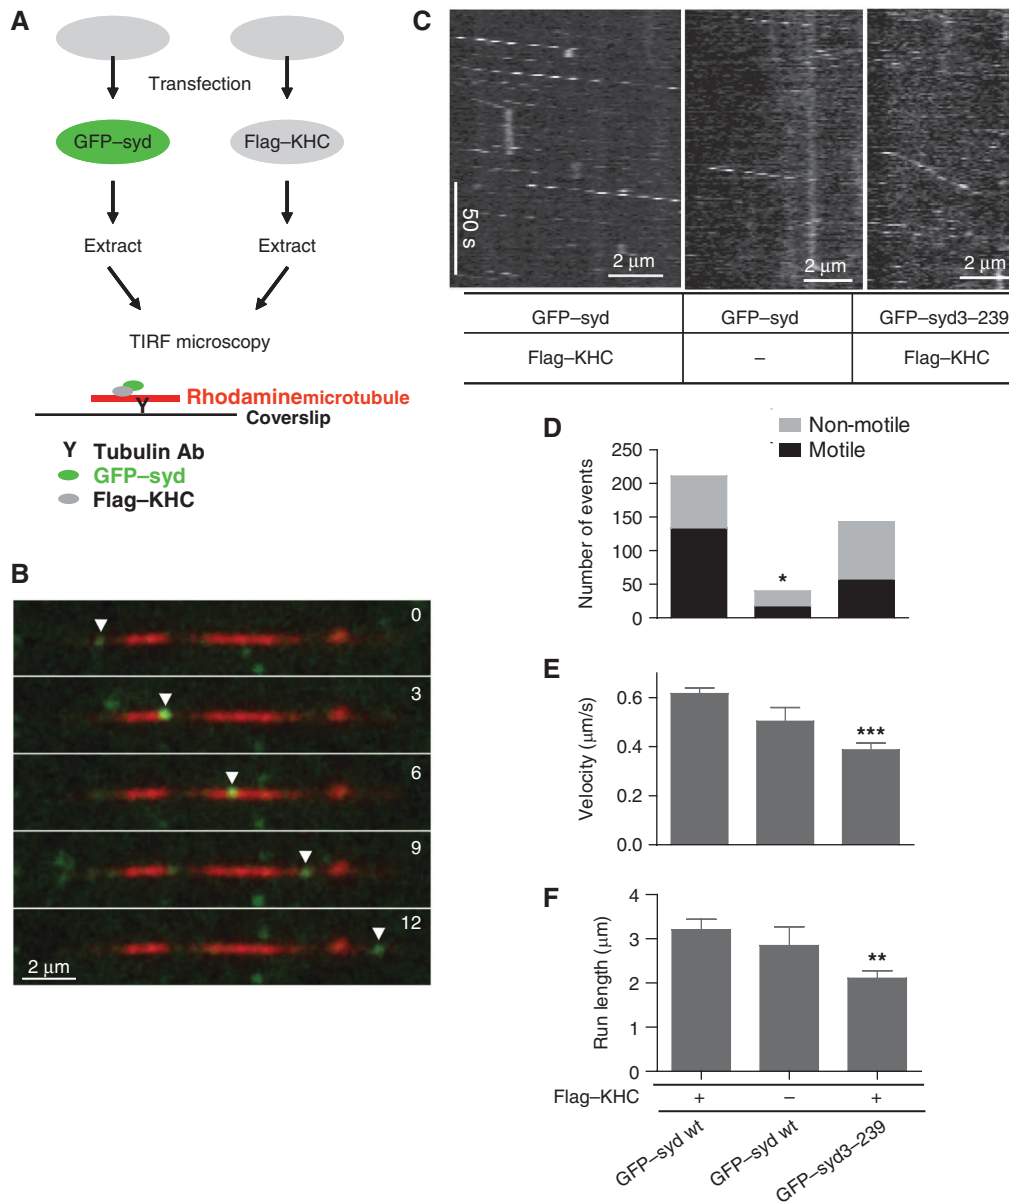 A
Transfection
GFP–syd
Flag–KHC
Extract
Extract
TIRF microscopy
Rhodamine microtubule
Y
Coverslip
Y Tubulin Ab
GFP–syd
Flag–KHC
B
0
3
6
9
12
2 μm
C
50 s
2 μm
2 μm
2 μm
GFP–syd
GFP–syd
GFP–syd3–239
Flag–KHC
–
Flag–KHC
D
Non-motile
Motile
Number of events
250
200
150
100
50
0
*
E
Velocity (μm/s)
0.6
0.4
0.2
0.0
***
F
Run length (μm)
4
3
2
1
0
**
Flag–KHC
+
–
+
GFP–syd wt
GFP–syd wt
GFP–syd3–239